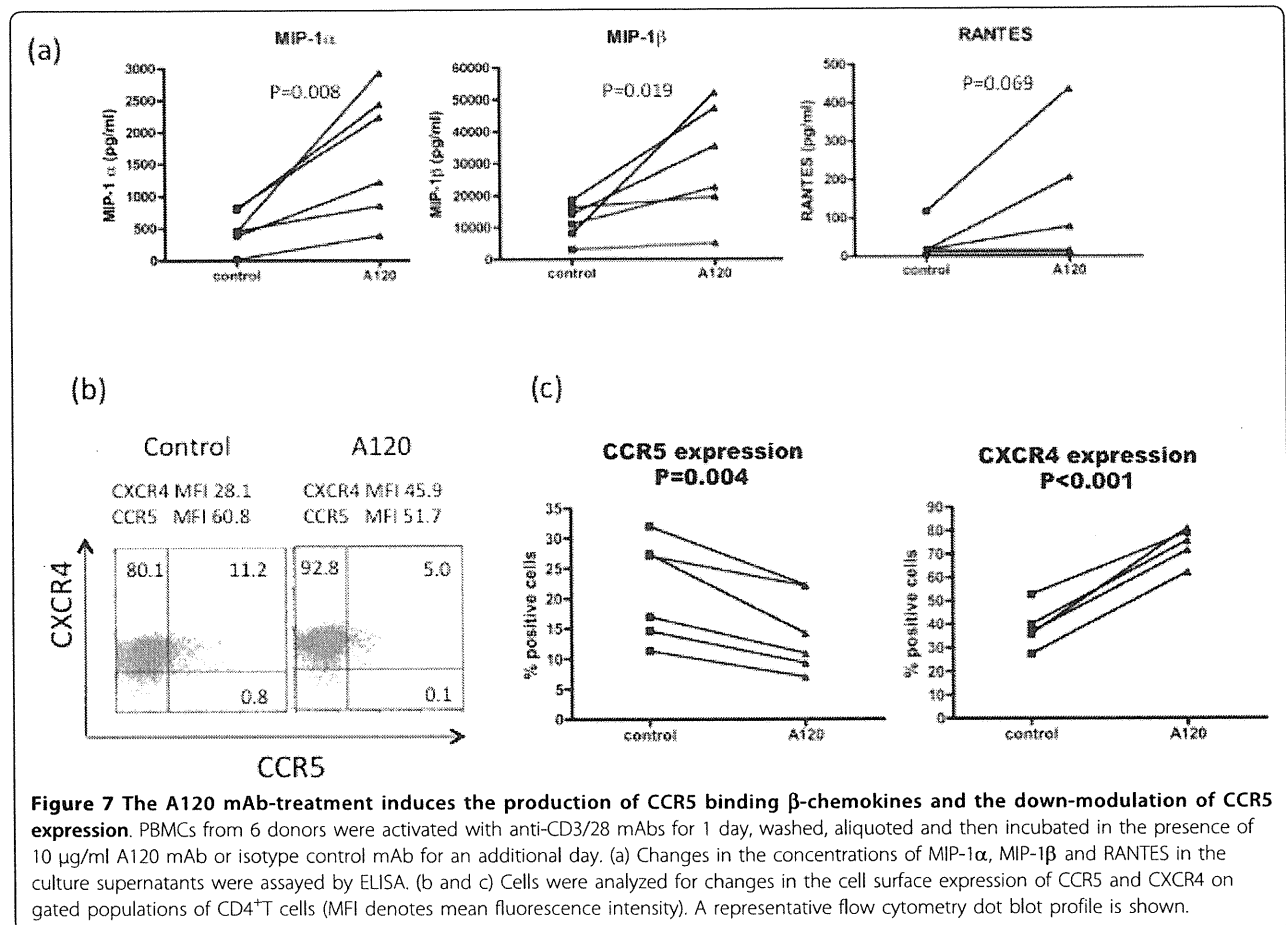 (a)
MIP-1α
MIP-1β
RANTES
P=0.008
P=0.019
P=0.069
MIP-1 α (pg/ml)
3000
2500
2000
1500
1000
500
0
control
A120
MIP-1β (pg/ml)
60000
50000
40000
30000
20000
10000
0
control
A120
RANTES (pg/ml)
500
400
300
200
100
0
control
A120
(b)
Control
A120
CXCR4 MFI 28.1
CCR5 MFI 60.8
CXCR4 MFI 45.9
CCR5 MFI 51.7
80.1
11.2
0.8
92.8
5.0
0.1
CXCR4
CCR5
(c)
CCR5 expression
P=0.004
% positive cells
35
30
25
20
15
10
5
0
control
A120
CXCR4 expression
P<0.001
% positive cells
90
80
70
60
50
40
30
20
10
0
control
A120
Figure 7 The A120 mAb-treatment induces the production of CCR5 binding β-chemokines and the down-modulation of CCR5
expression. PBMCs from 6 donors were activated with anti-CD3/28 mAbs for 1 day, washed, aliquoted and then incubated in the presence of
10 μg/ml A120 mAb or isotype control mAb for an additional day. (a) Changes in the concentrations of MIP-1α, MIP-1β and RANTES in the
culture supernatants were assayed by ELISA. (b and c) Cells were analyzed for changes in the cell surface expression of CCR5 and CXCR4 on
gated populations of CD4⁺T cells (MFI denotes mean fluorescence intensity). A representative flow cytometry dot blot profile is shown.